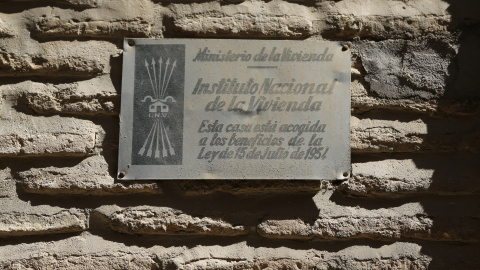 Ministerio de la Vivienda
Instituto Nacional
de la Vivienda
Esta casa está acogida
a los beneficios de la
Ley de 15 de Julio de 1954
I.N.V.